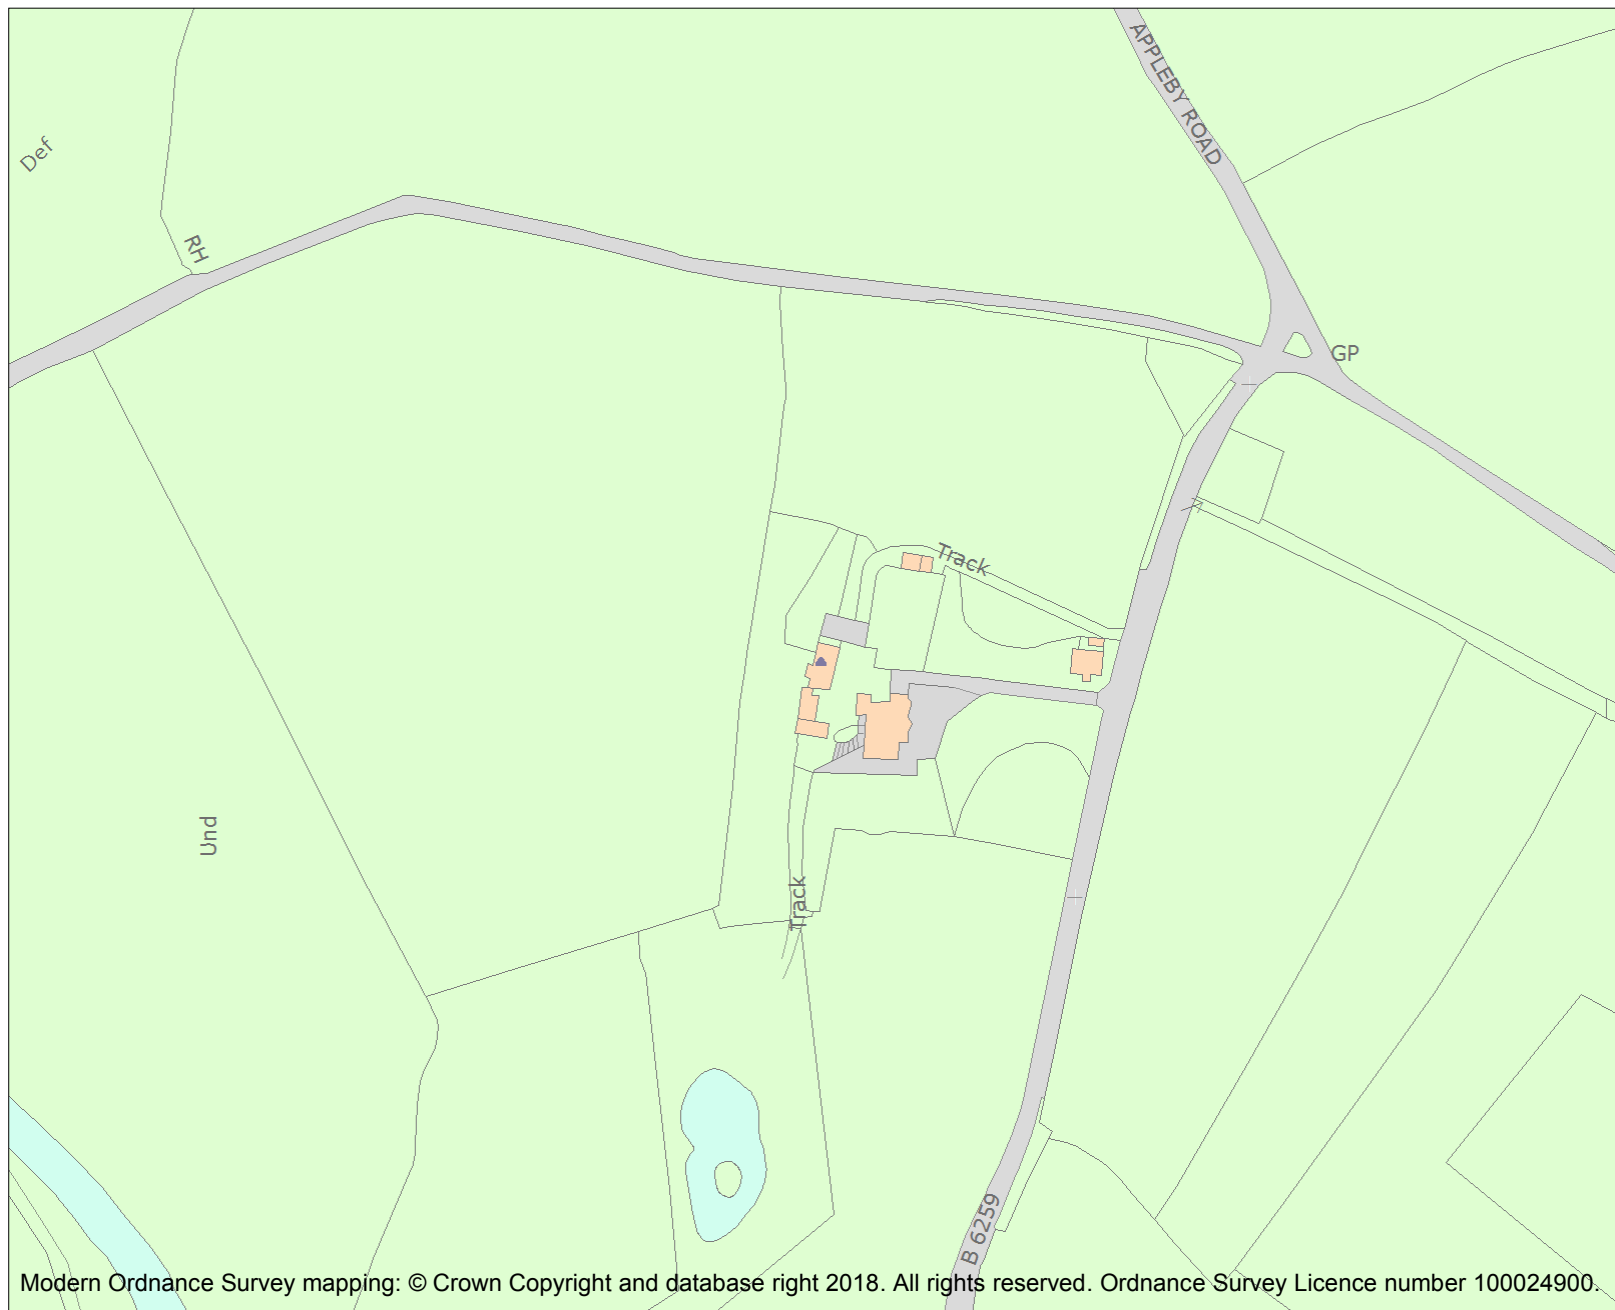 APPLEBY ROAD
Def
RH
GP
Track
Und
Track
B 6259
Modern Ordnance Survey mapping: © Crown Copyright and database right 2018. All rights reserved. Ordnance Survey Licence number 100024900.